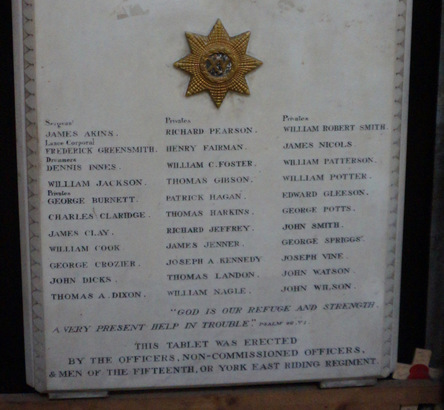 Sergeant
JAMES AKINS.
Lance Corporal
FREDERICK GREENSMITH.
Drummers
DENNIS INNES.
WILLIAM JACKSON.
Privates
GEORGE BURNETT.
CHARLES CLARIDGE.
JAMES CLAY.
WILLIAM COOK
GEORGE CROZIER.
JOHN DICKS.
THOMAS A. DIXON.
Privates
RICHARD PEARSON.
HENRY FAIRMAN.
WILLIAM C. FOSTER.
THOMAS GIBSON.
PATRICK HAGAN.
THOMAS HARKINS.
RICHARD JEFFREY.
JAMES JENNER.
JOSEPH A KENNEDY
THOMAS LANDON.
WILLIAM NAGLE.
Privates
WILLIAM ROBERT SMITH.
JAMES NICOLS
WILLIAM PATTERSON.
WILLIAM POTTER.
EDWARD GLEESON.
GEORGE POTTS.
JOHN SMITH.
GEORGE SPRIGGS.
JOSEPH VINE.
JOHN WATSON
JOHN WILSON.
"GOD IS OUR REFUGE AND STRENGTH.
A VERY PRESENT HELP IN TROUBLE" PSALM
THIS TABLET WAS ERECTED
BY THE OFFICERS, NON-COMMISSIONED OFFICERS,
& MEN OF THE FIFTEENTH, OR YORK EAST RIDING REGIMENT.